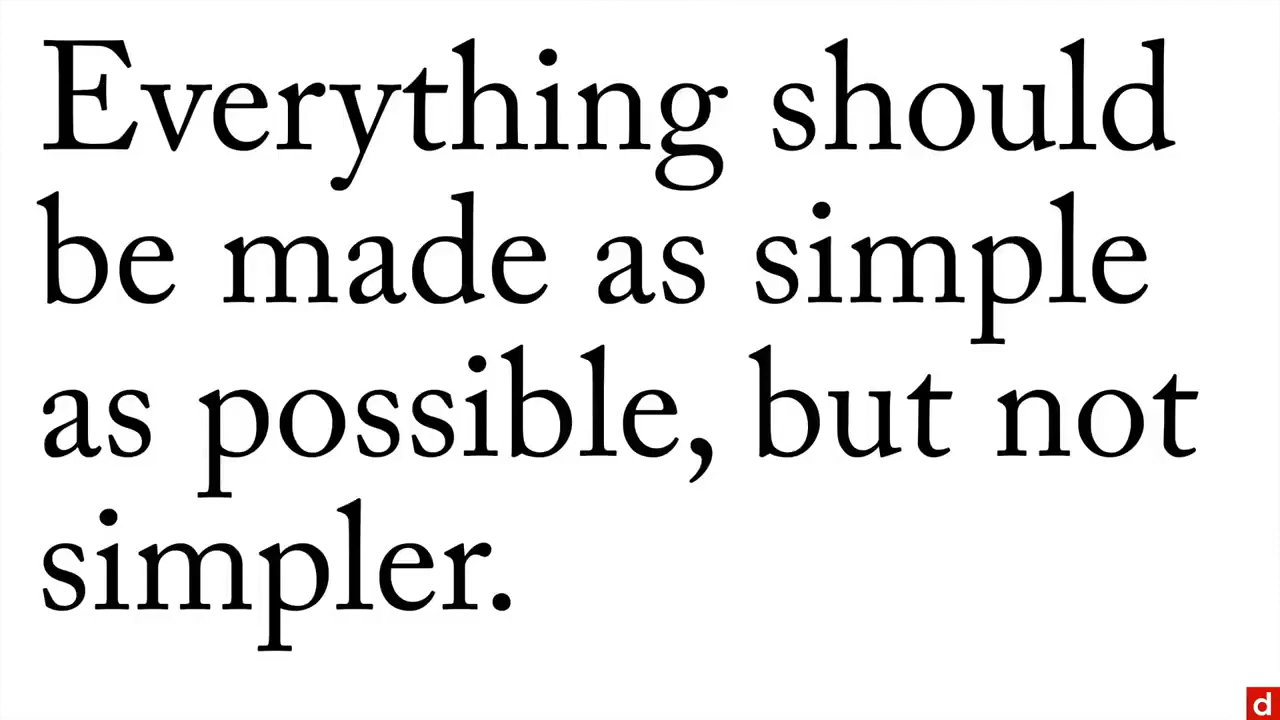 Everything should
be made as simple
as possible, but not
simpler.
d